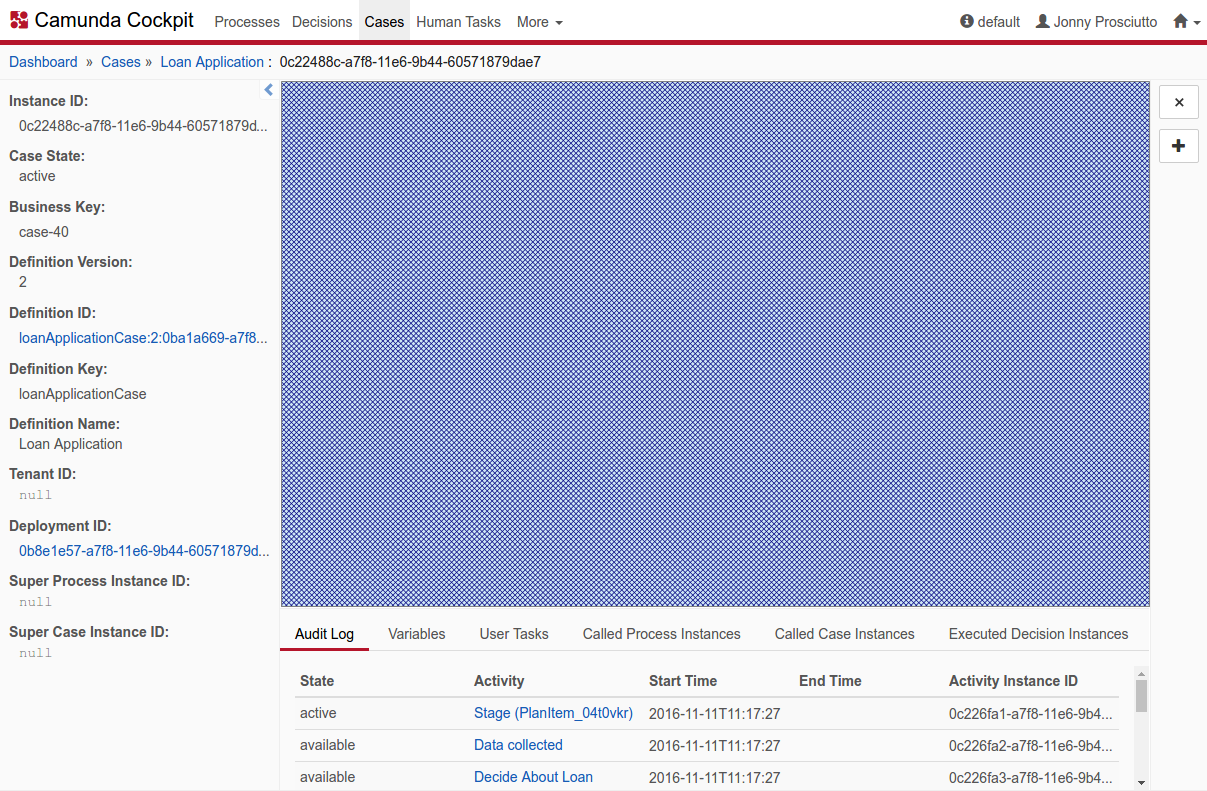 Camunda Cockpit Processes Decisions Cases Human Tasks More default Jonny Prosciutto
Dashboard » Cases » Loan Application : 0c22488c-a7f8-11e6-9b44-60571879dae7
Instance ID:
0c22488c-a7f8-11e6-9b44-60571879d...
Case State:
active
Business Key:
case-40
Definition Version:
2
Definition ID:
loanApplicationCase:2:0ba1a669-a7f8...
Definition Key:
loanApplicationCase
Definition Name:
Loan Application
Tenant ID:
null
Deployment ID:
0b8e1e57-a7f8-11e6-9b44-60571879d...
Super Process Instance ID:
null
Super Case Instance ID:
null
Audit Log Variables User Tasks Called Process Instances Called Case Instances Executed Decision Instances
State Activity Start Time End Time Activity Instance ID
active Stage (PlanItem_04t0vkr) 2016-11-11T11:17:27 0c226fa1-a7f8-11e6-9b4...
available Data collected 2016-11-11T11:17:27 0c226fa2-a7f8-11e6-9b4...
available Decide About Loan 2016-11-11T11:17:27 0c226fa3-a7f8-11e6-9b4...